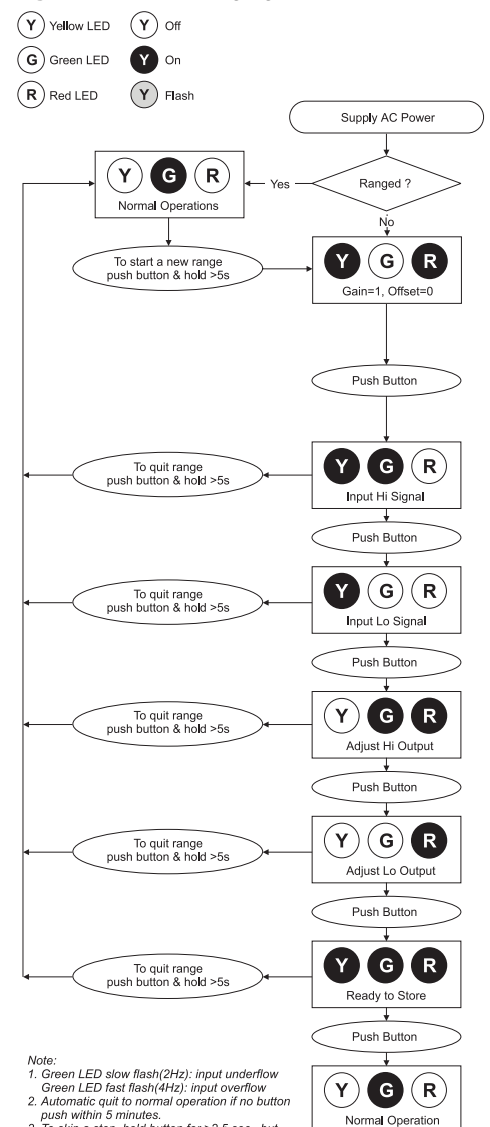 Y Yellow LED Y Off
G Green LED Y On
R Red LED Y Flash
Supply AC Power
Ranged ?
Yes
No
Y G R
Normal Operations
To start a new range
push button & hold >5s
Y G R
Gain=1, Offset=0
Push Button
Y G R
Input Hi Signal
To quit range
push button & hold >5s
Push Button
Y G R
Input Lo Signal
To quit range
push button & hold >5s
Push Button
Y G R
Adjust Hi Output
To quit range
push button & hold >5s
Push Button
Y G R
Adjust Lo Output
To quit range
push button & hold >5s
Push Button
Y G R
Ready to Store
To quit range
push button & hold >5s
Push Button
Y G R
Normal Operation
Note:
1. Green LED slow flash(2Hz): input underflow
Green LED fast flash(4Hz): input overflow
2. Automatic quit to normal operation if no button
push within 5 minutes.